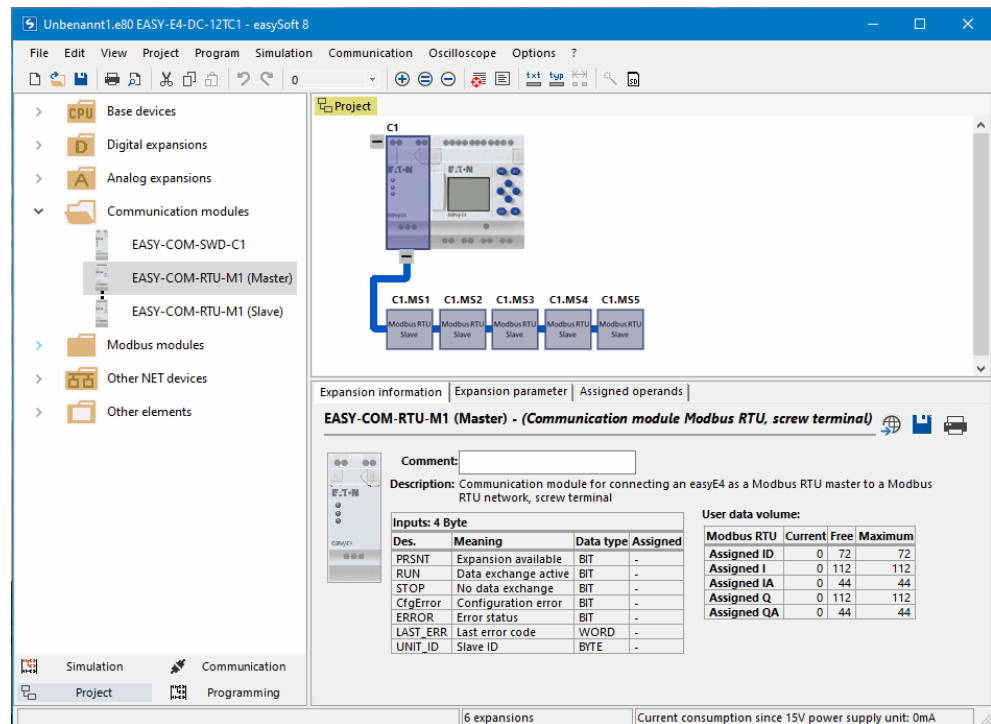 Unbenannt1.e80 EASY-E4-DC-12TC1 - easySoft 8
File Edit View Project Program Simulation Communication Oscilloscope Options ?
0 txt typ SD
CPU Base devices
D Digital expansions
A Analog expansions
Communication modules
EASY-COM-SWD-C1
EASY-COM-RTU-M1 (Master)
EASY-COM-RTU-M1 (Slave)
Modbus modules
Other NET devices
Other elements
Simulation Communication
Project Programming
Project
C1
E·T·N E·T·N
C1.MS1 C1.MS2 C1.MS3 C1.MS4 C1.MS5
Modbus RTU Modbus RTU Modbus RTU Modbus RTU Modbus RTU
Slave Slave Slave Slave Slave
Expansion information Expansion parameter Assigned operands
EASY-COM-RTU-M1 (Master) - (Communication module Modbus RTU, screw terminal)
Comment:
Description: Communication module for connecting an easyE4 as a Modbus RTU master to a Modbus
RTU network, screw terminal
E·T·N
Inputs: 4 Byte
Des. Meaning Data type Assigned
PRSNT Expansion available BIT -
RUN Data exchange active BIT -
STOP No data exchange BIT -
CfgError Configuration error BIT -
ERROR Error status BIT -
LAST_ERR Last error code WORD -
UNIT_ID Slave ID BYTE -
User data volume:
Modbus RTU Current Free Maximum
Assigned ID 0 72 72
Assigned I 0 112 112
Assigned IA 0 44 44
Assigned Q 0 112 112
Assigned QA 0 44 44
6 expansions Current consumption since 15V power supply unit: 0mA